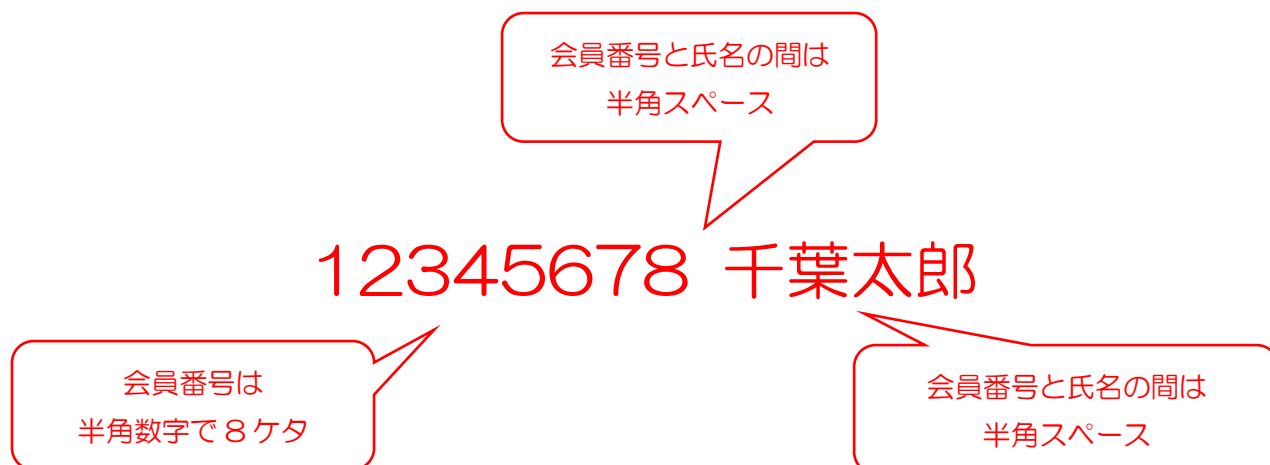 会員番号と氏名の間は
半角スペース
12345678 千葉太郎
会員番号は
半角数字で８ケタ
会員番号と氏名の間は
半角スペース